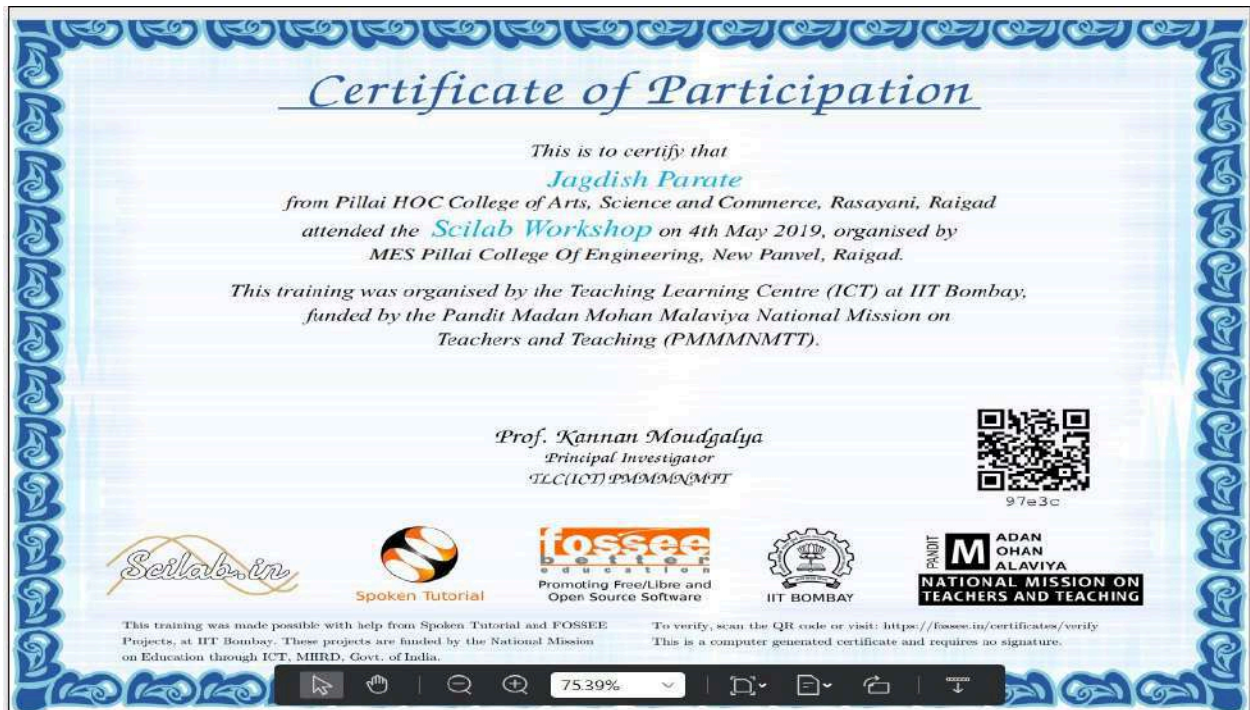 Certificate of Participation
This is to certify that
Jagdish Parate
from Pillai HOC College of Arts, Science and Commerce, Rasayani, Raigad
attended the Scilab Workshop on 4th May 2019, organised by
MES Pillai College Of Engineering, New Panvel, Raigad.
This training was organised by the Teaching Learning Centre (ICT) at IIT Bombay,
funded by the Pandit Madan Mohan Malaviya National Mission on
Teachers and Teaching (PMMMNMTT).
Prof. Kannan Moudgalya
Principal Investigator
TLC(ICT) PMMMNMTT
97e3c
Scilab.in
Spoken Tutorial
fossee
better
education
Promoting Free/Libre and
Open Source Software
IIT BOMBAY
PANDIT
MADAN
OHAN
ALAVIYA
NATIONAL MISSION ON
TEACHERS AND TEACHING
This training was made possible with help from Spoken Tutorial and FOSSEE
Projects, at IIT Bombay. These projects are funded by the National Mission
on Education through ICT, MHRD, Govt. of India.
To verify, scan the QR code or visit: https://fossee.in/certificates/verify
This is a computer generated certificate and requires no signature.
75.39%